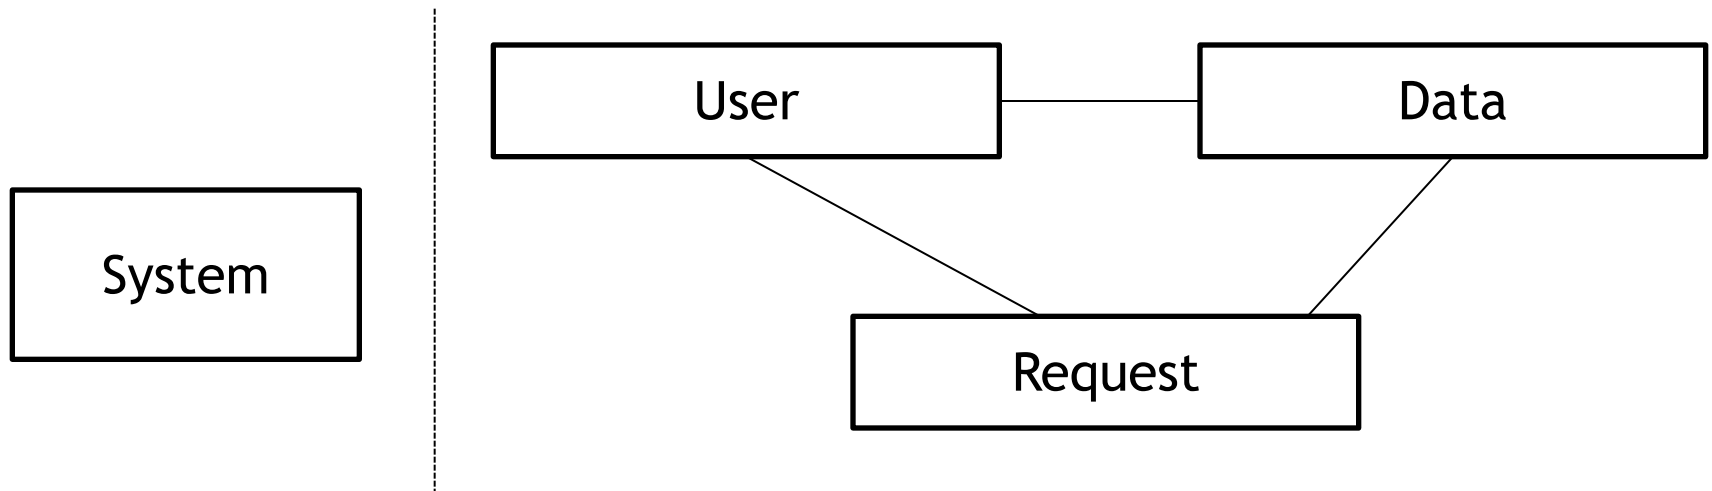 User
Data
System
Request